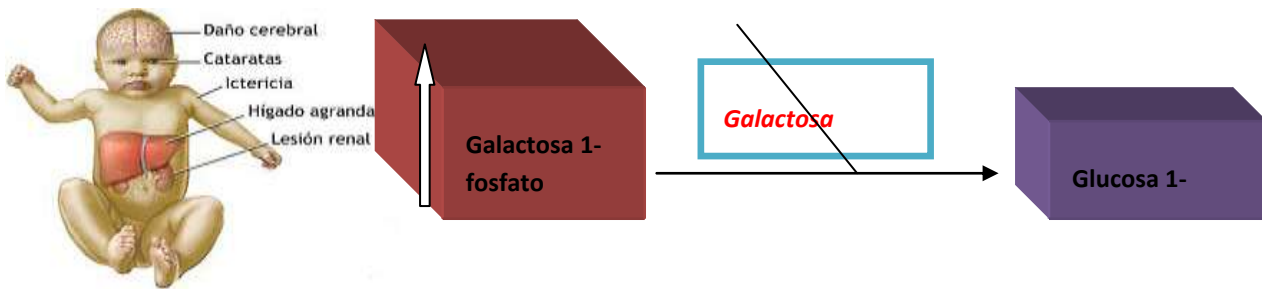 Daño cerebral
Cataratas
Ictericia
Hígado agranda
Lesión renal
Galactosa 1-
fosfato
Galactosa
Glucosa 1-